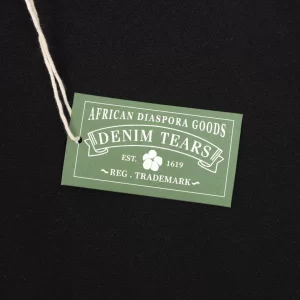 AFRICAN DIASPORA GOODS
DENIM TEARS
EST. 1619
~ REG. TRADEMARK ~